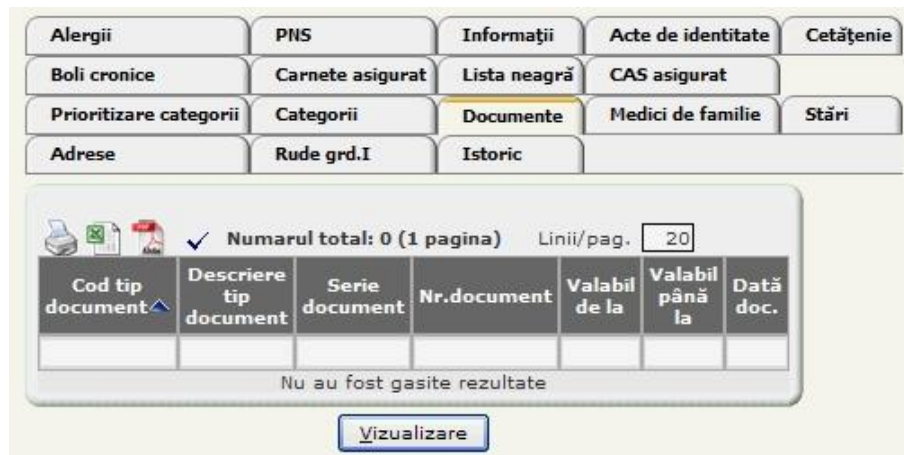 Alergii PNS Informaţii Acte de identitate Cetăţenie
Boli cronice Carnete asigurat Lista neagră CAS asigurat
Prioritizare categorii Categorii Documente Medici de familie Stări
Adrese Rude grd.I Istoric
Numarul total: 0 (1 pagina) Linii/pag. 20
Cod tip document Descriere tip document Serie document Nr.document Valabil de la Valabil până la Dată doc.
Nu au fost gasite rezultate
Vizualizare